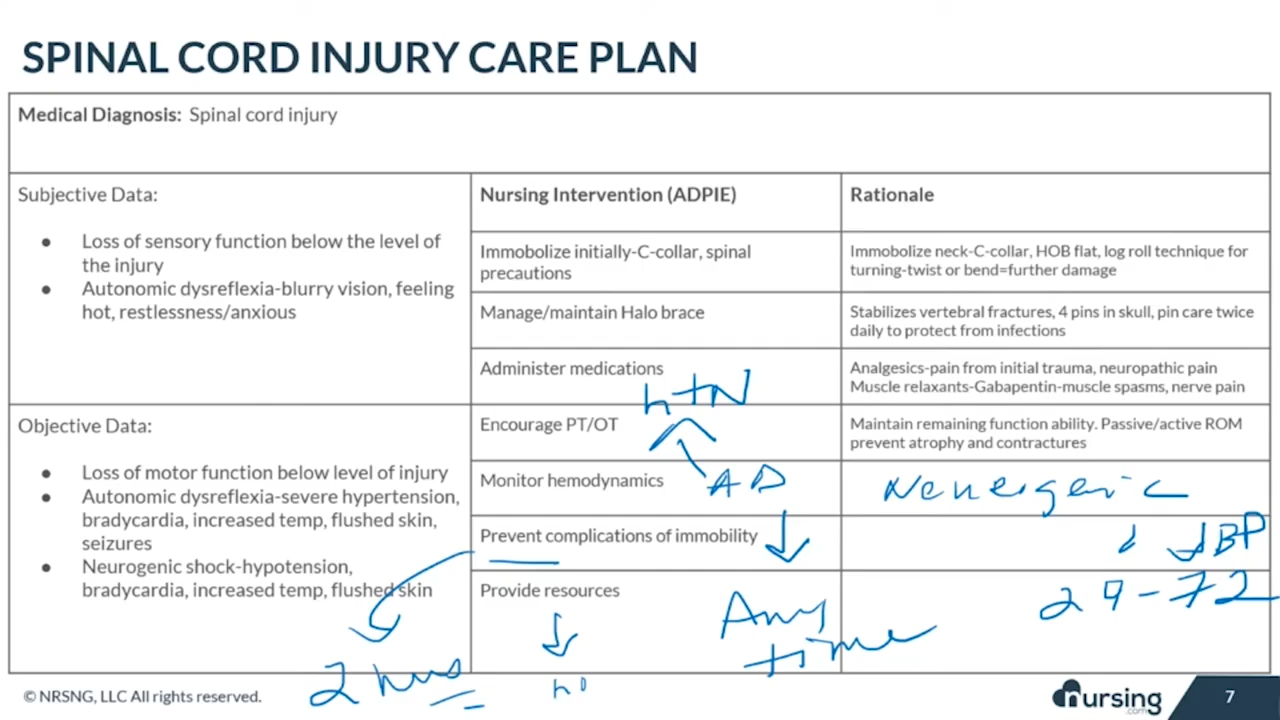 SPINAL CORD INJURY CARE PLAN
Medical Diagnosis: Spinal cord injury
Subjective Data:
● Loss of sensory function below the level of
the injury
● Autonomic dysreflexia-blurry vision, feeling
hot, restlessness/anxious
Objective Data:
● Loss of motor function below level of injury
● Autonomic dysreflexia-severe hypertension,
bradycardia, increased temp, flushed skin,
seizures
● Neurogenic shock-hypotension,
bradycardia, increased temp, flushed skin
2 hrs
Nursing Intervention (ADPIE)
Immobolize initially-C-collar, spinal
precautions
Manage/maintain Halo brace
Administer medications
htN
Encourage PT/OT
Monitor hemodynamics
AD
Prevent complications of immobility
Provide resources
Any
time
Rationale
Immobolize neck-C-collar, HOB flat, log roll technique for
turning-twist or bend=further damage
Stabilizes vertebral fractures, 4 pins in skull, pin care twice
daily to protect from infections
Analgesics-pain from initial trauma, neuropathic pain
Muscle relaxants-Gabapentin-muscle spasms, nerve pain
Maintain remaining function ability. Passive/active ROM
prevent atrophy and contractures
↓BP
24-72
© NRSNG, LLC All rights reserved.
nursing
.com
7